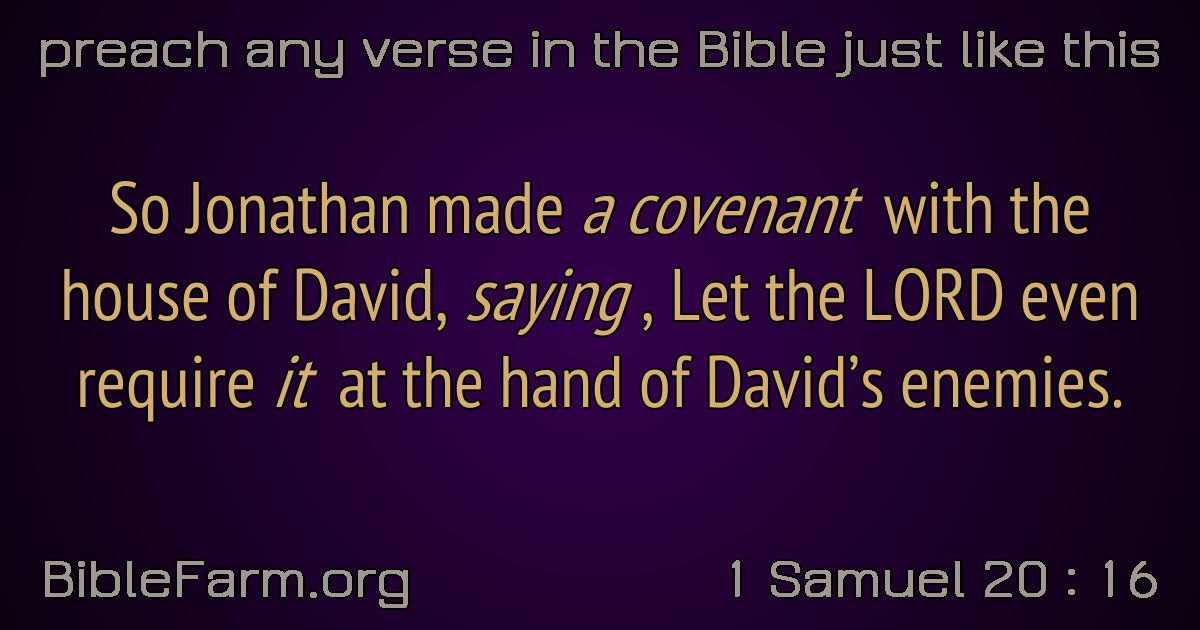 preach any verse in the Bible just like this
So Jonathan made a covenant with the
house of David, saying , Let the LORD even
require it at the hand of David’s enemies.
BibleFarm.org
1 Samuel 20 : 16